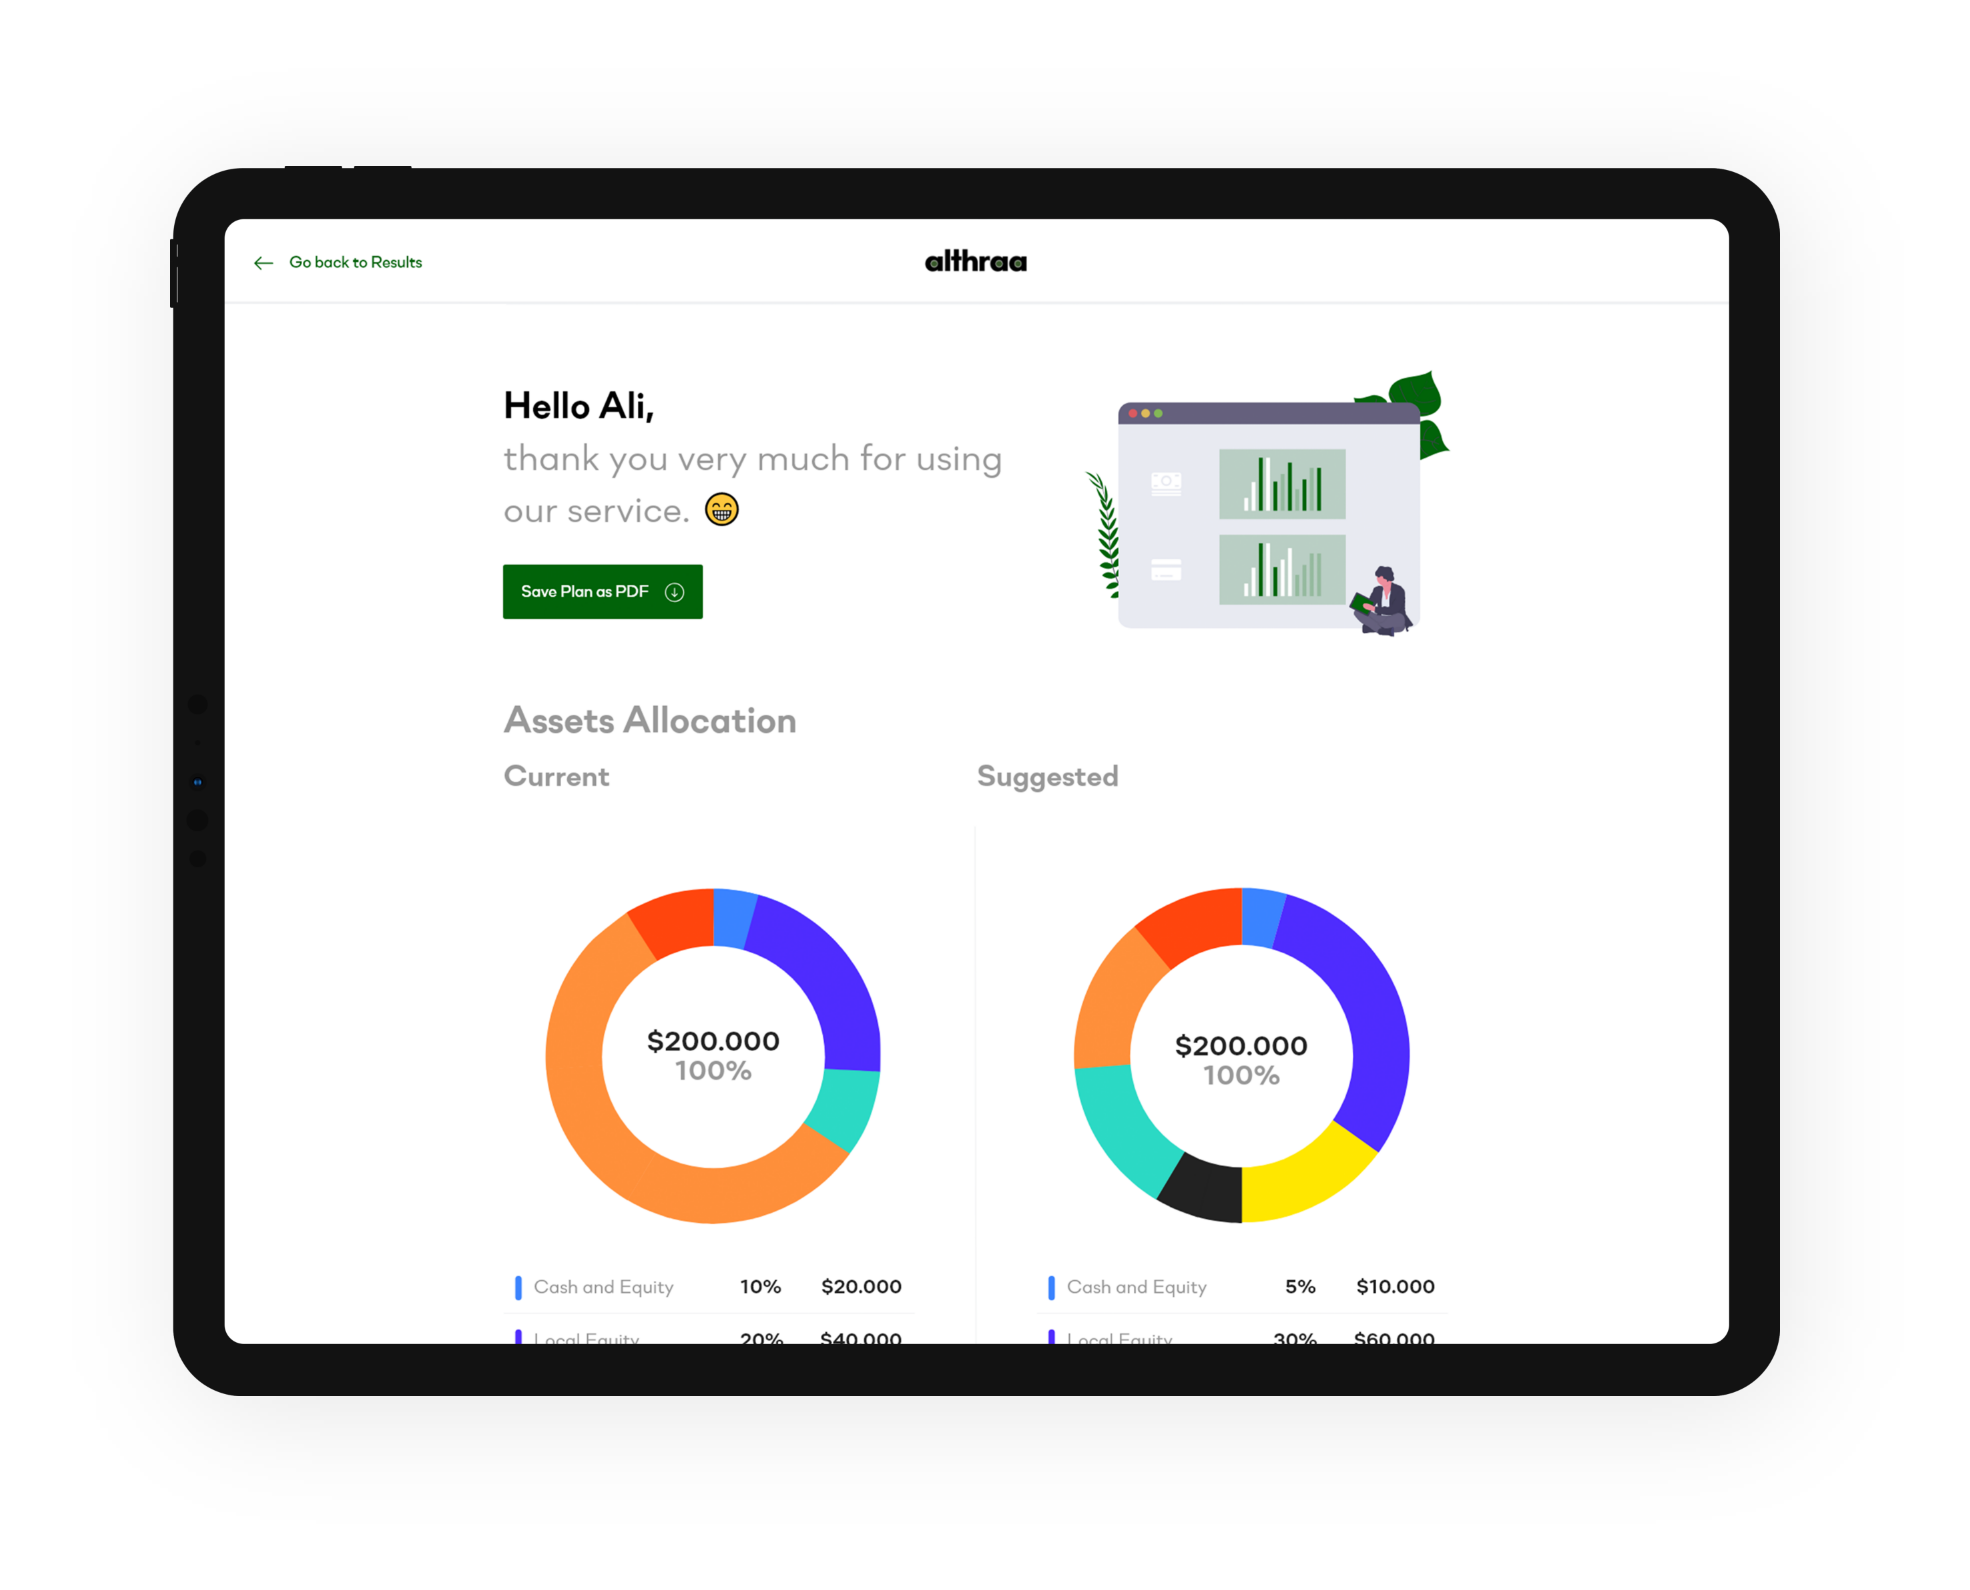 Go back to Results
althraa
Hello Ali,
thank you very much for using
our service. 😁
Save Plan as PDF
Assets Allocation
Current
Suggested
$200.000
100%
$200.000
100%
Cash and Equity 10% $20.000
Cash and Equity 5% $10.000
Local Equity 20% $40.000
Local Equity 30% $60.000